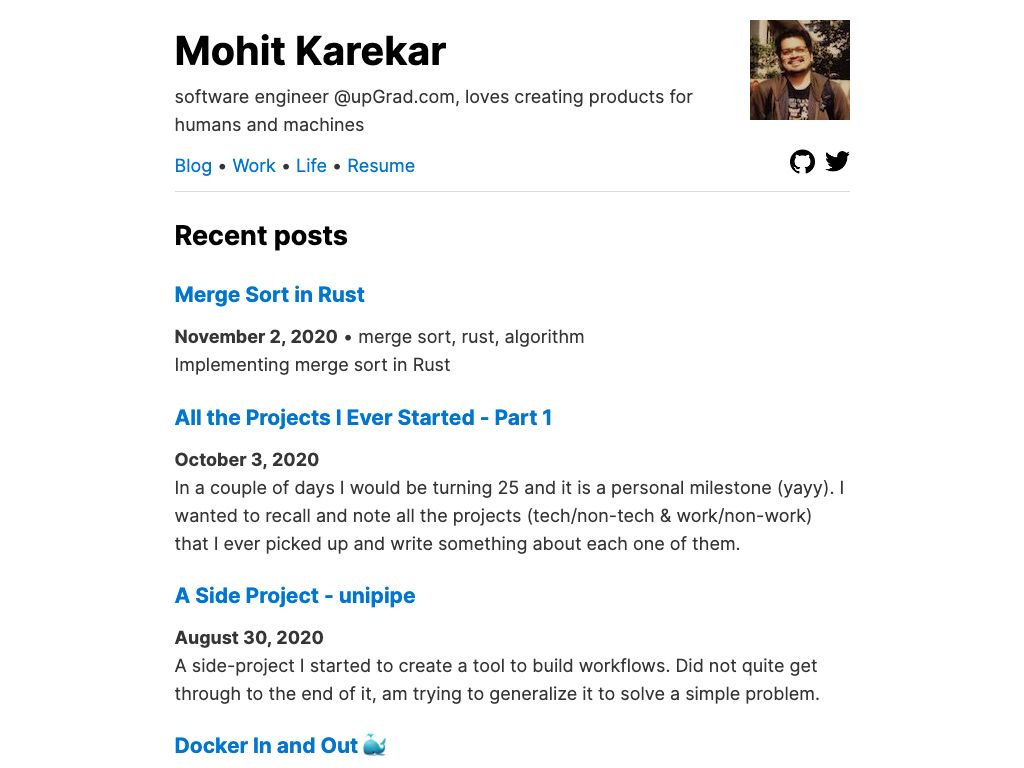 Mohit Karekar
software engineer @upGrad.com, loves creating products for
humans and machines
Blog • Work • Life • Resume
Recent posts
Merge Sort in Rust
November 2, 2020 • merge sort, rust, algorithm
Implementing merge sort in Rust
All the Projects I Ever Started - Part 1
October 3, 2020
In a couple of days I would be turning 25 and it is a personal milestone (yayy). I
wanted to recall and note all the projects (tech/non-tech & work/non-work)
that I ever picked up and write something about each one of them.
A Side Project - unipipe
August 30, 2020
A side-project I started to create a tool to build workflows. Did not quite get
through to the end of it, am trying to generalize it to solve a simple problem.
Docker In and Out 🐳